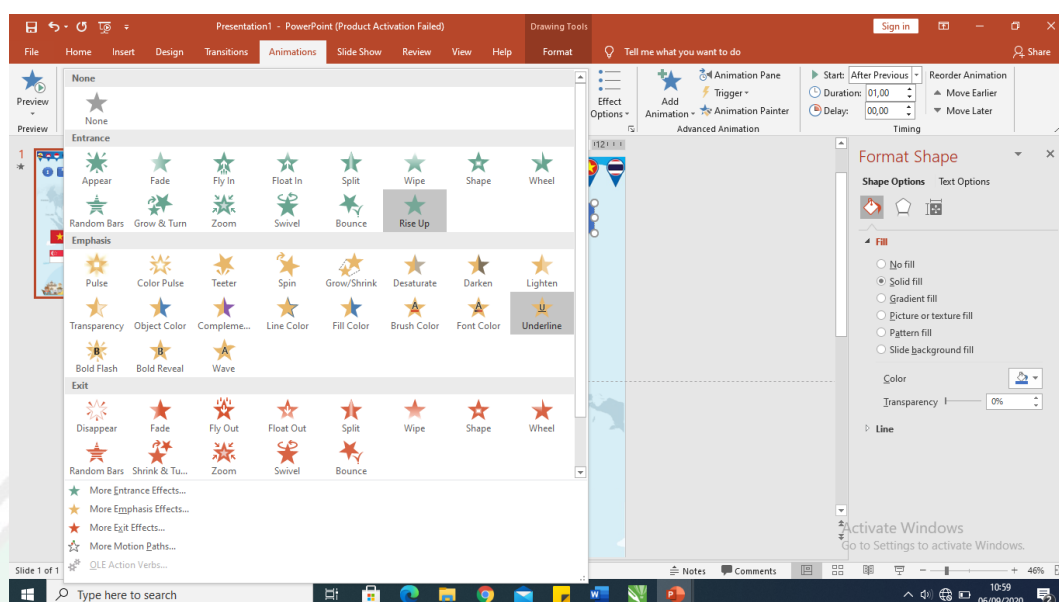 Presentation1 - PowerPoint (Product Activation Failed)
Drawing Tools
Sign in
File Home Insert Design Transitions Animations Slide Show Review View Help Format Tell me what you want to do Share
Preview
Preview
None
None
Entrance
Appear Fade Fly In Float In Split Wipe Shape Wheel
Random Bars Grow & Turn Zoom Swivel Bounce Rise Up
Emphasis
Pulse Color Pulse Teeter Spin Grow/Shrink Desaturate Darken Lighten
Transparency Object Color Compleme... Line Color Fill Color Brush Color Font Color Underline
Bold Flash Bold Reveal Wave
Exit
Disappear Fade Fly Out Float Out Split Wipe Shape Wheel
Random Bars Shrink & Tu... Zoom Swivel Bounce
More Entrance Effects...
More Emphasis Effects...
More Exit Effects...
More Motion Paths...
OLE Action Verbs...
Effect Options
Add Animation
Animation Pane
Trigger
Animation Painter
Advanced Animation
Start: After Previous
Duration: 01,00
Delay: 00,00
Reorder Animation
Move Earlier
Move Later
Timing
1
12
Format Shape
Shape Options Text Options
Fill
No fill
Solid fill
Gradient fill
Picture or texture fill
Pattern fill
Slide background fill
Color
Transparency 0%
Line
Activate Windows
Go to Settings to activate Windows.
Slide 1 of 1
Notes Comments 46%
Type here to search
10:59
06/09/2020